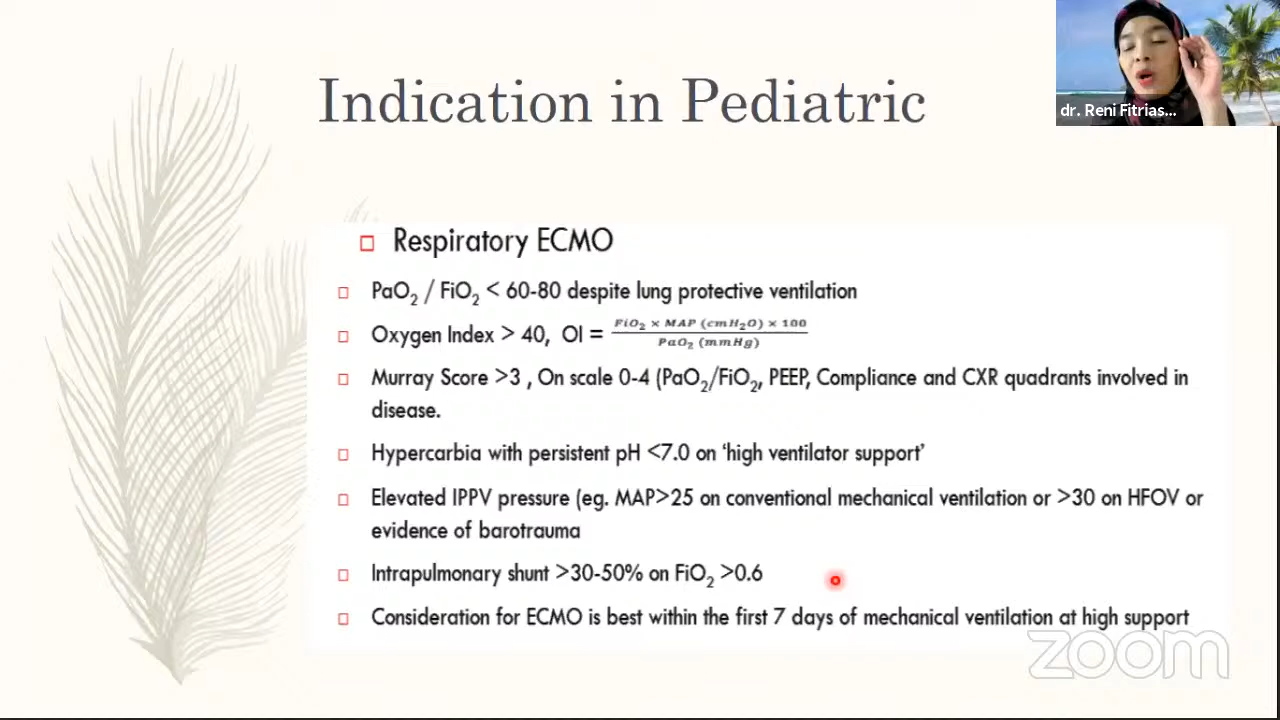 Indication in Pediatric
dr. Reni Fitrias...
□ Respiratory ECMO
□ PaO₂ / FiO₂ < 60-80 despite lung protective ventilation
□ Oxygen Index > 40, OI = FiO₂ × MAP (cmH₂O) × 100 / PaO₂ (mmHg)
□ Murray Score >3 , On scale 0-4 (PaO₂/FiO₂, PEEP, Compliance and CXR quadrants involved in
disease.
□ Hypercarbia with persistent pH <7.0 on ‘high ventilator support’
□ Elevated IPPV pressure (eg. MAP>25 on conventional mechanical ventilation or >30 on HFOV or
evidence of barotrauma
□ Intrapulmonary shunt >30-50% on FiO₂ >0.6
□ Consideration for ECMO is best within the first 7 days of mechanical ventilation at high support
zoom